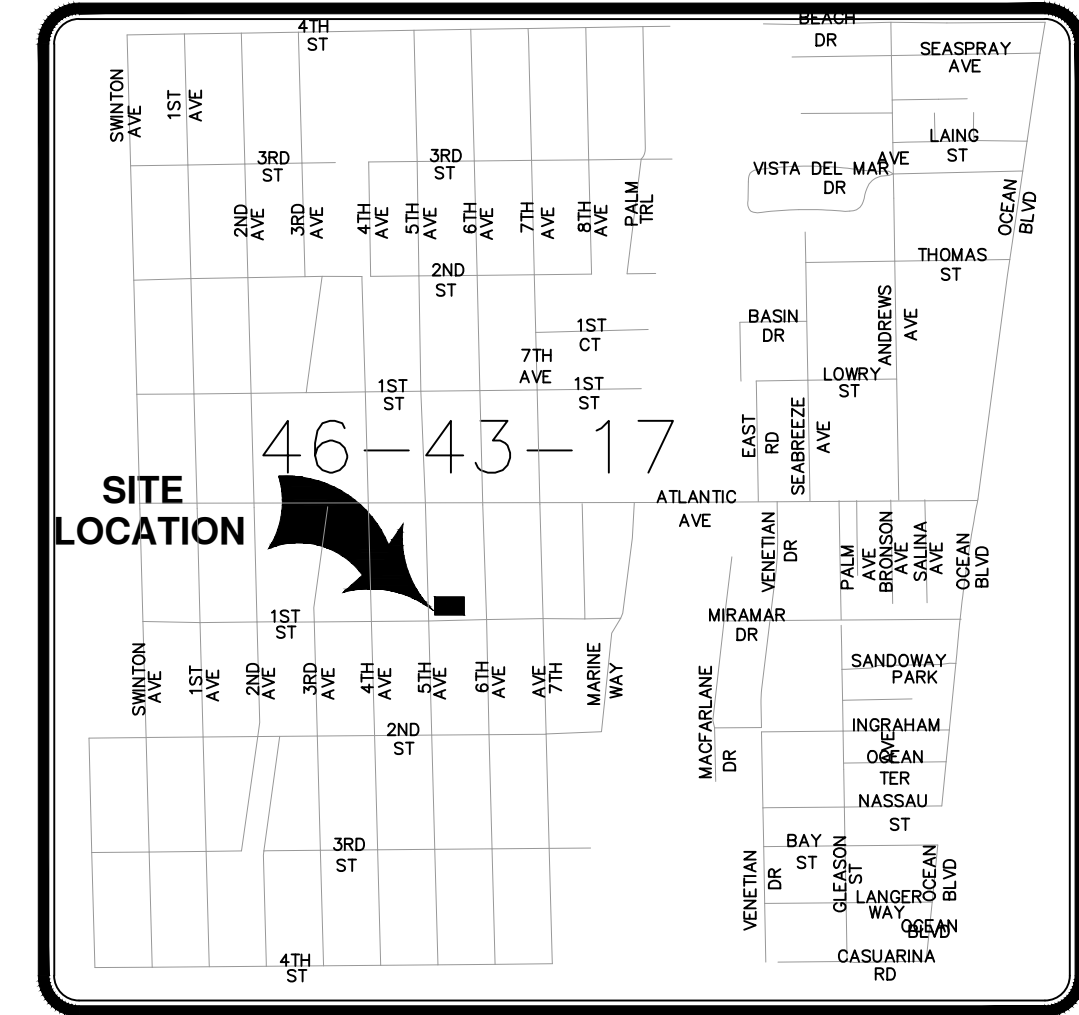 4TH
ST
BEACH
DR
SEASPRAY
AVE
SWINTON
AVE
1ST
AVE
LAING
ST
3RD
ST
3RD
ST
AVE
VISTA DEL MAR
DR
2ND
AVE
3RD
AVE
4TH
AVE
5TH
AVE
6TH
AVE
7TH
AVE
8TH
AVE
PALM
TRL
OCEAN
BLVD
2ND
ST
THOMAS
ST
1ST
CT
BASIN
DR
ANDREWS
AVE
7TH
AVE
1ST
ST
1ST
ST
LOWRY
ST
EAST
RD
SEABREEZE
AVE
46-43-17
SITE
LOCATION
ATLANTIC
AVE
VENETIAN
DR
PALM
AVE
BRONSON
AVE
SALINA
AVE
OCEAN
BLVD
1ST
ST
MIRAMAR
DR
SWINTON
AVE
1ST
AVE
2ND
AVE
3RD
AVE
4TH
AVE
5TH
AVE
6TH
AVE
AVE
7TH
MARINE
WAY
SANDOWAY
PARK
MACFARLANE
DR
2ND
ST
INGRAHAM
AVE
OCEAN
TER
NASSAU
ST
3RD
ST
BAY
ST
VENETIAN
DR
GLEASON
ST
OCEAN
BLVD
LANGER
WAY
OCEAN
BLVD
4TH
ST
CASUARINA
RD